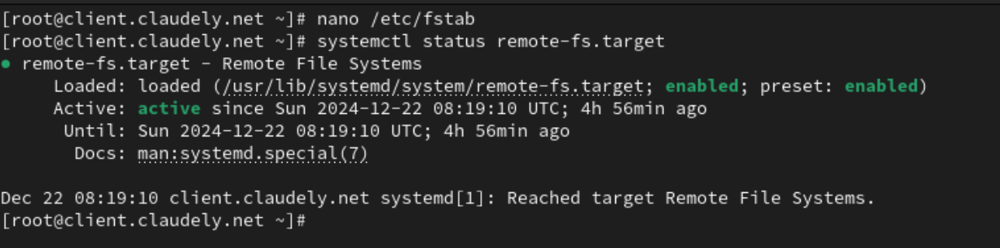 [root@client.claudely.net ~]# nano /etc/fstab
[root@client.claudely.net ~]# systemctl status remote-fs.target
● remote-fs.target - Remote File Systems
     Loaded: loaded (/usr/lib/systemd/system/remote-fs.target; enabled; preset: enabled)
     Active: active since Sun 2024-12-22 08:19:10 UTC; 4h 56min ago
      Until: Sun 2024-12-22 08:19:10 UTC; 4h 56min ago
       Docs: man:systemd.special(7)

Dec 22 08:19:10 client.claudely.net systemd[1]: Reached target Remote File Systems.
[root@client.claudely.net ~]#